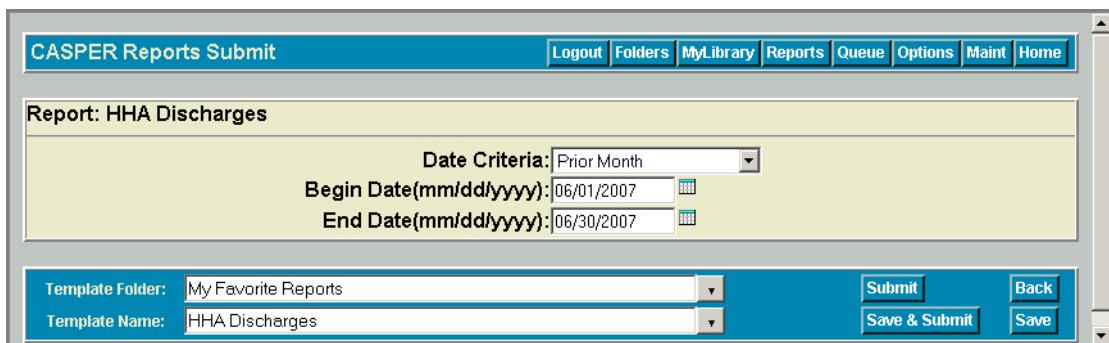 CASPER Reports Submit Logout Folders MyLibrary Reports Queue Options Maint Home
Report: HHA Discharges
Date Criteria: Prior Month
Begin Date(mm/dd/yyyy): 06/01/2007
End Date(mm/dd/yyyy): 06/30/2007
Template Folder: My Favorite Reports Submit Back
Template Name: HHA Discharges Save & Submit Save